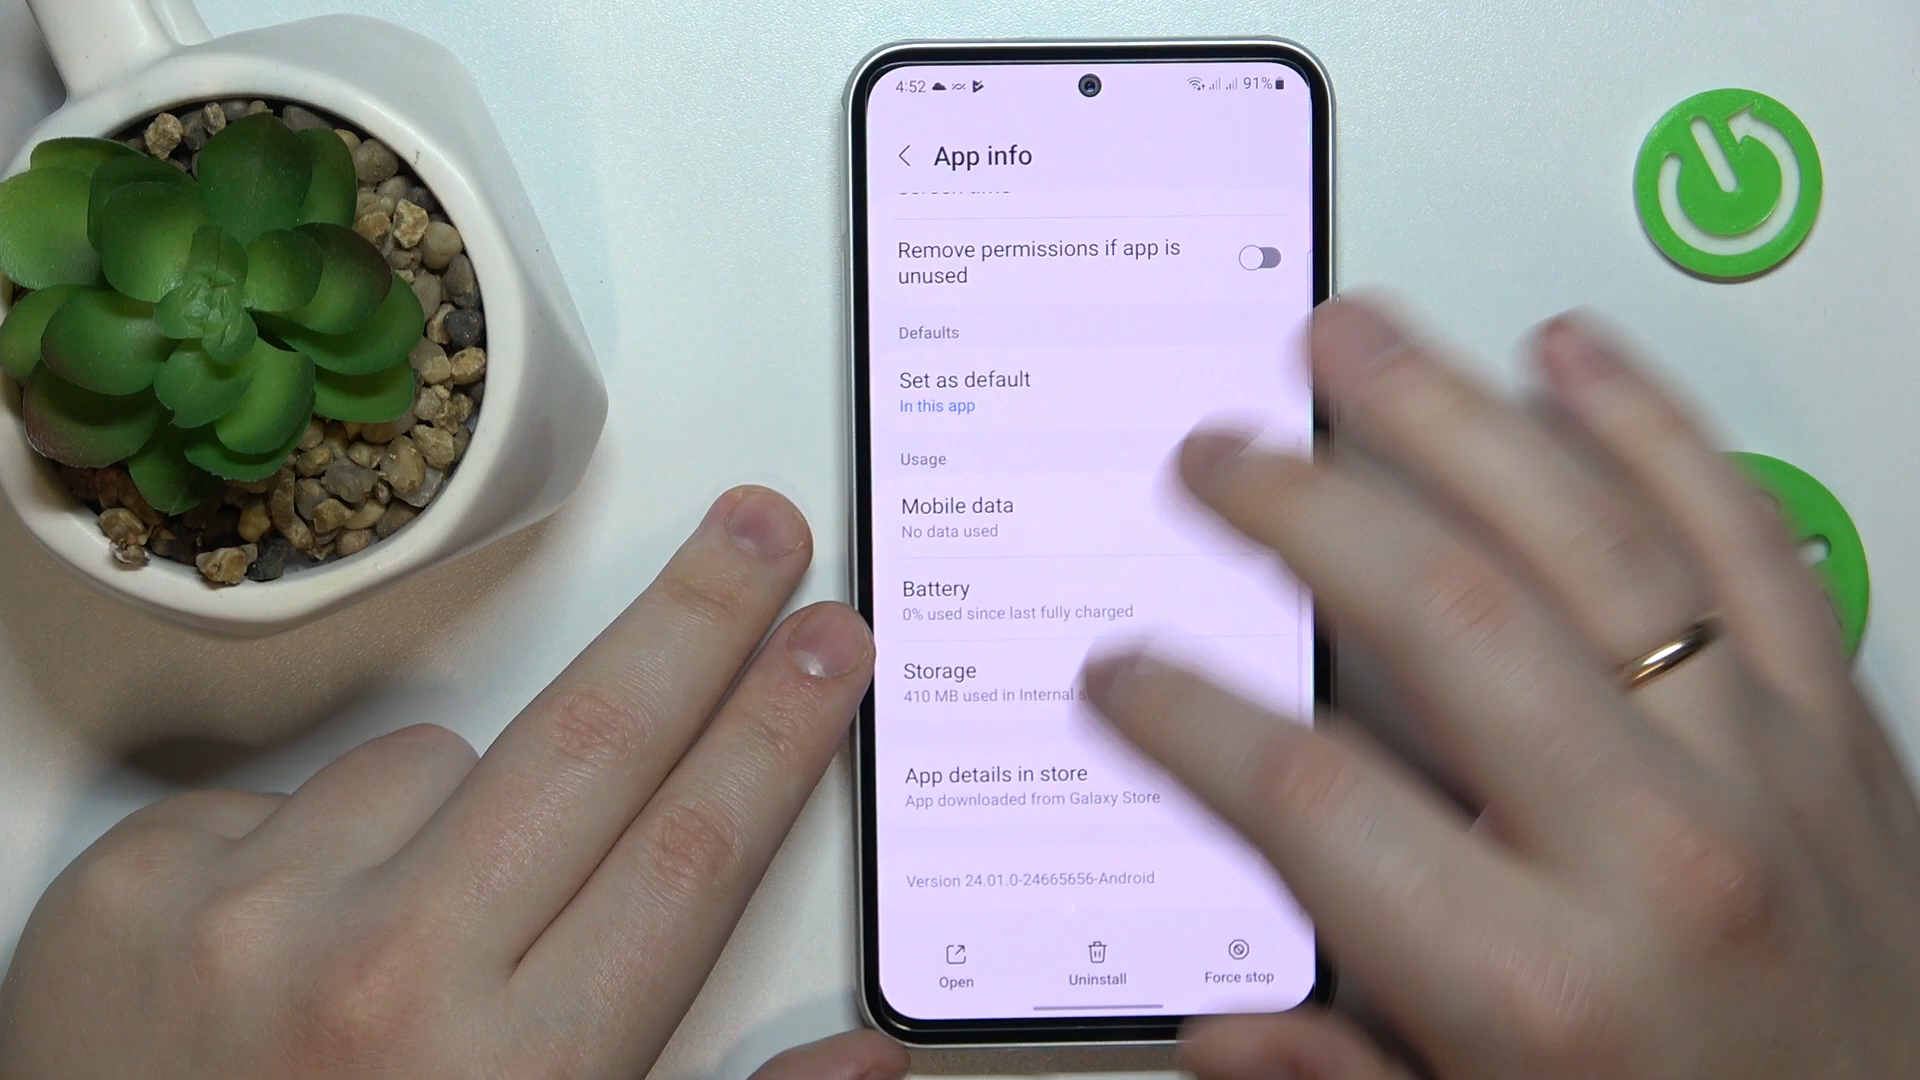 4:52
91%
App info
Remove permissions if app is
unused
Defaults
Set as default
In this app
Usage
Mobile data
No data used
Battery
0% used since last fully charged
Storage
410 MB used in Internal
App details in store
App downloaded from Galaxy Store
Version 24.01.0-24665656-Android
Open
Uninstall
Force stop